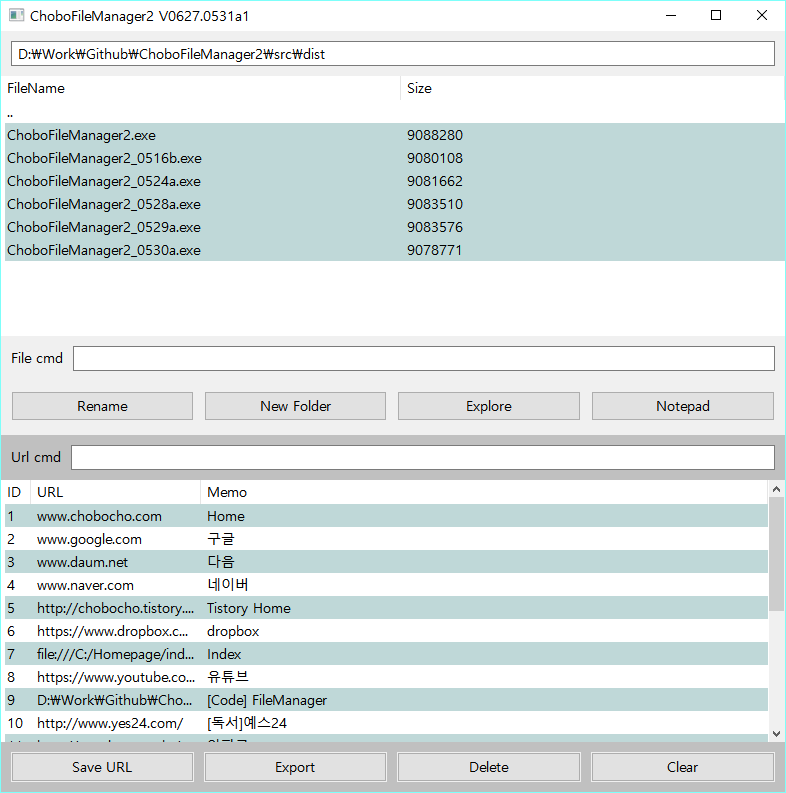 ChoboFileManager2 V0627.0531a1
D:₩Work₩Github₩ChoboFileManager2₩src₩dist
FileName Size
..
ChoboFileManager2.exe 9088280
ChoboFileManager2_0516b.exe 9080108
ChoboFileManager2_0524a.exe 9081662
ChoboFileManager2_0528a.exe 9083510
ChoboFileManager2_0529a.exe 9083576
ChoboFileManager2_0530a.exe 9078771
File cmd
Rename New Folder Explore Notepad
Url cmd
ID URL Memo
1 www.chobocho.com Home
2 www.google.com 구글
3 www.daum.net 다음
4 www.naver.com 네이버
5 http://chobocho.tistory.... Tistory Home
6 https://www.dropbox.c... dropbox
7 file:///C:/Homepage/ind... Index
8 https://www.youtube.co... 유튜브
9 D:₩Work₩Github₩Cho... [Code] FileManager
10 http://www.yes24.com/ [독서]예스24
Save URL Export Delete Clear